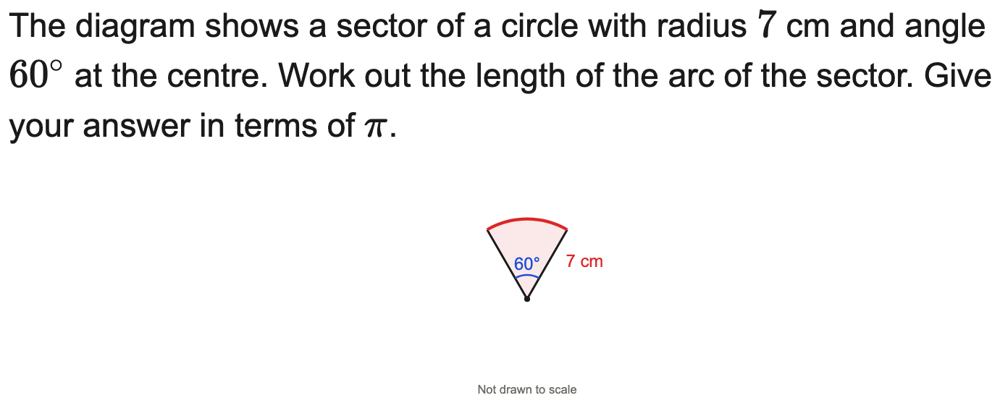 The diagram shows a sector of a circle with radius 7 cm and angle
60° at the centre. Work out the length of the arc of the sector. Give
your answer in terms of π.
60°
7 cm
Not drawn to scale